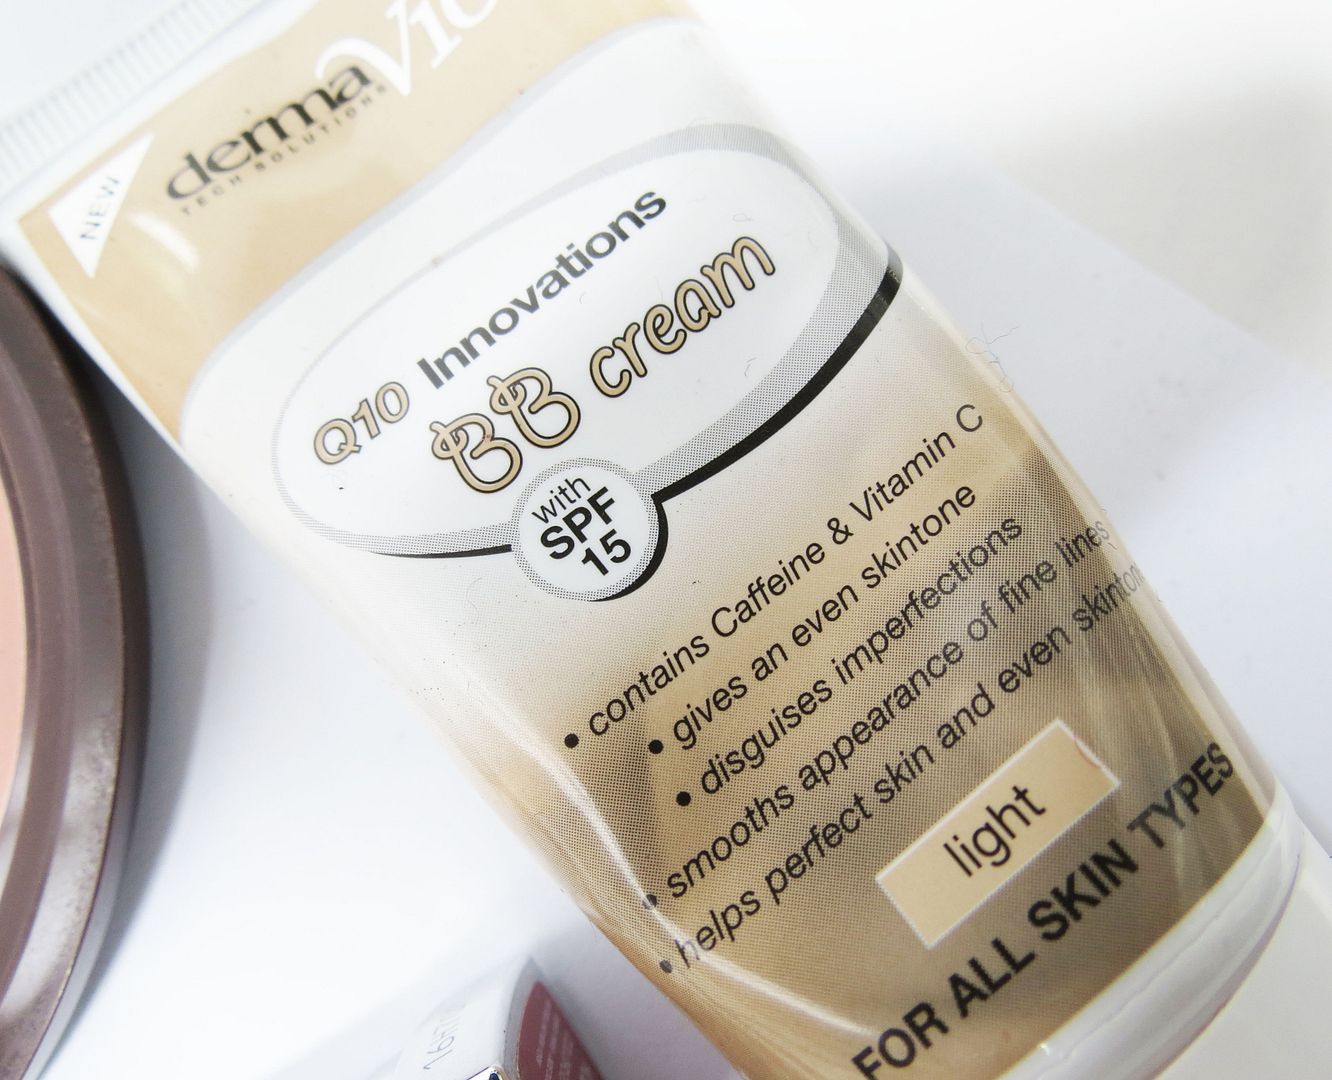 NEW
derma
TECH SOLUTIONS
Q10 Innovations
BB cream
with
SPF
15
• contains Caffeine & Vitamin C
• gives an even skintone
• disguises imperfections
• smooths appearance of fine lines
• helps perfect skin and even
light
FOR ALL SKIN TYPES